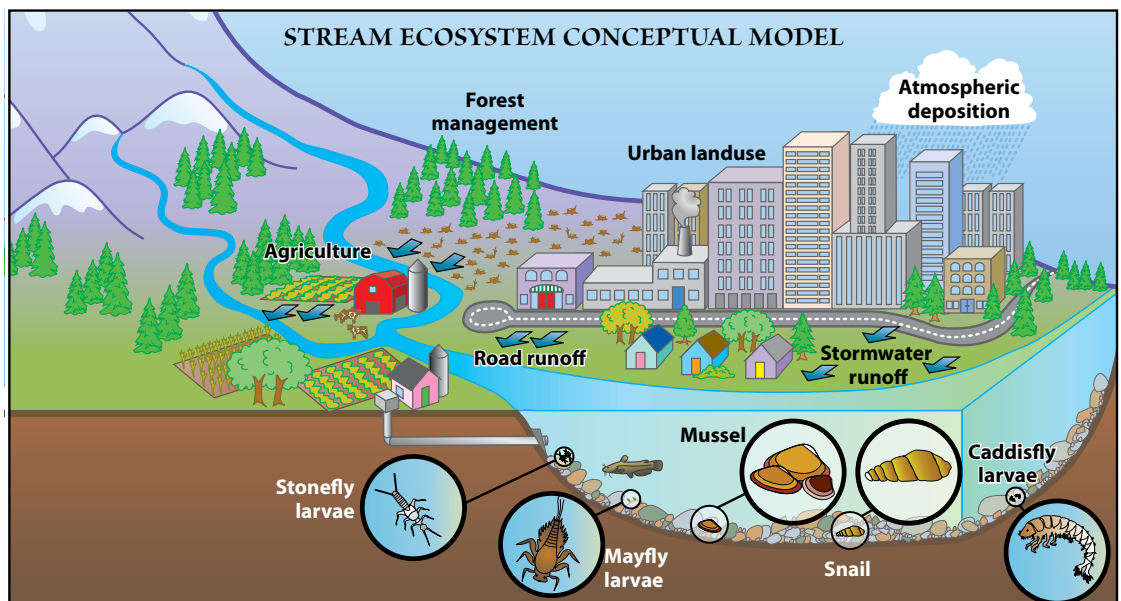 STREAM ECOSYSTEM CONCEPTUAL MODEL
Atmospheric
deposition
Forest
management
Urban landuse
Agriculture
Road runoff
Stormwater
runoff
Mussel
Caddisfly
larvae
Stonefly
larvae
Mayfly
larvae
Snail